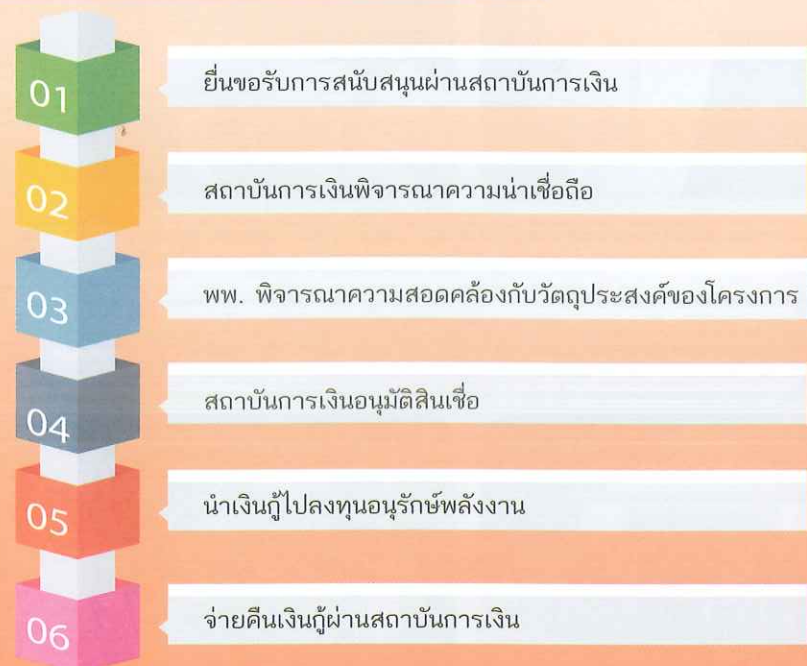 01
ยื่นขอรับการสนับสนุนผ่านสถาบันการเงิน
02
สถาบันการเงินพิจารณาความน่าเชื่อถือ
03
พพ. พิจารณาความสอดคล้องกับวัตถุประสงค์ของโครงการ
04
สถาบันการเงินอนุมัติสินเชื่อ
05
นำเงินกู้ไปลงทุนอนุรักษ์พลังงาน
06
จ่ายคืนเงินกู้ผ่านสถาบันการเงิน